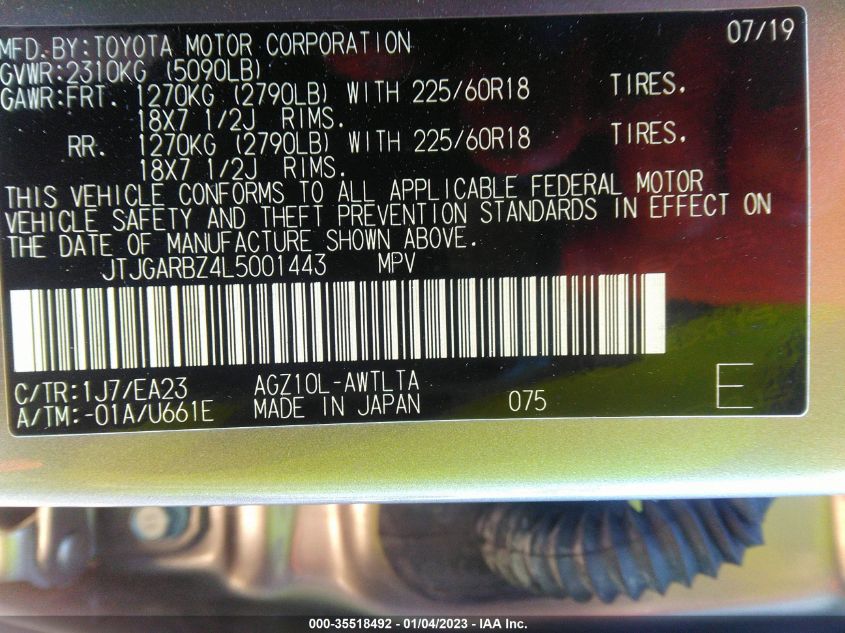 MFD. BY: TOYOTA MOTOR CORPORATION 07/19
GVWR: 2310KG (5090LB)
GAWR: FRT. 1270KG (2790LB) WITH 225/60R18 TIRES.
18X7 1/2J RIMS.
RR. 1270KG (2790LB) WITH 225/60R18 TIRES.
18X7 1/2J RIMS.
THIS VEHICLE CONFORMS TO ALL APPLICABLE FEDERAL MOTOR
VEHICLE SAFETY AND THEFT PREVENTION STANDARDS IN EFFECT ON
THE DATE OF MANUFACTURE SHOWN ABOVE.
JTJGARBZ4L5001443 MPV
C/TR: 1J7/EA23 AGZ10L-AWTLTA
A/TM: -01A/U661E MADE IN JAPAN 075 E
000-35518492 - 01/04/2023 - IAA Inc.